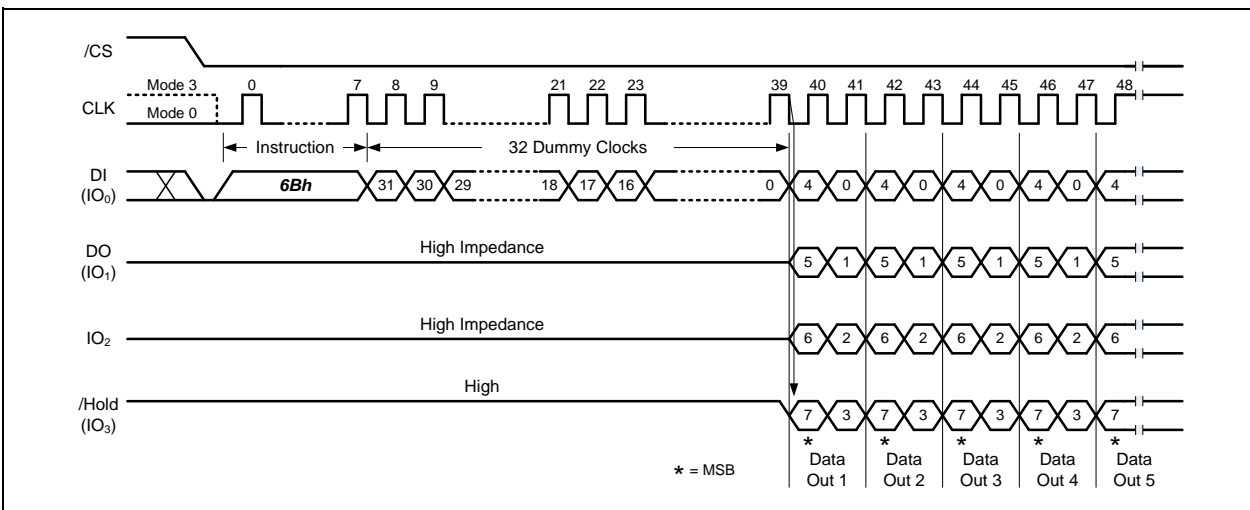 /CS
Mode 3 0 7 8 9 21 22 23 39 40 41 42 43 44 45 46 47 48
CLK
Mode 0
Instruction 32 Dummy Clocks
DI
(IO₀)
6Bh 31 30 29 18 17 16 0 4 0 4 0 4 0 4 0 4
High Impedance
DO
(IO₁)
5 1 5 1 5 1 5 1 5
High Impedance
IO₂ 6 2 6 2 6 2 6 2 6
High
/Hold
(IO₃)
7 3 7 3 7 3 7 3 7
* * * * *
* = MSB
Data Data Data Data Data
Out 1 Out 2 Out 3 Out 4 Out 5